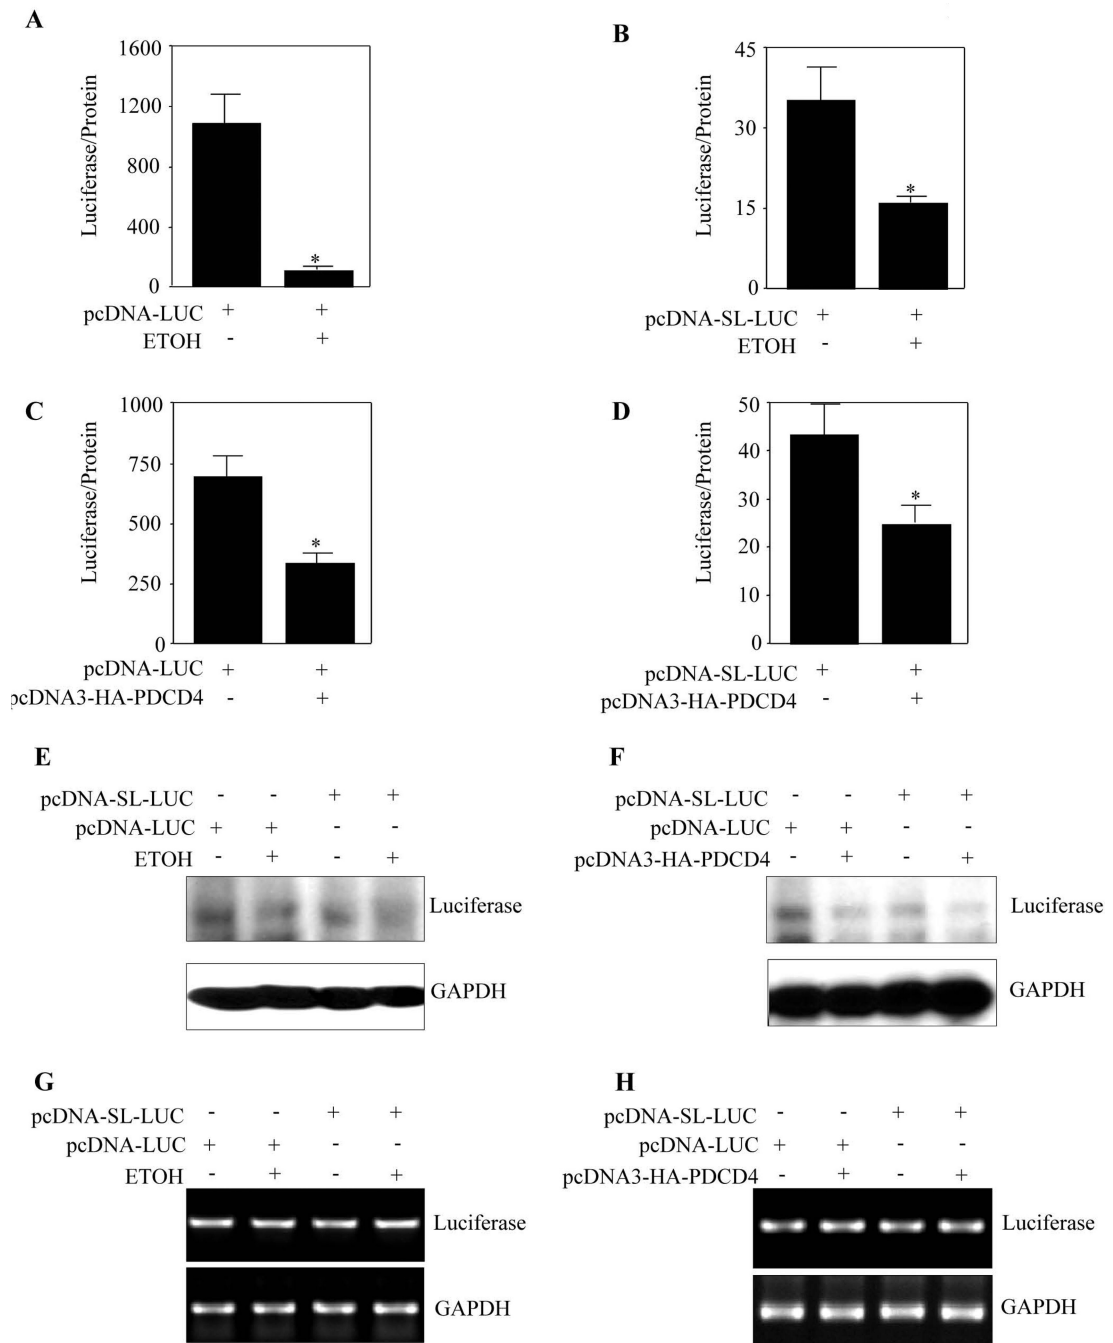 A
1600
1200
800
400
0
Luciferase/Protein
*
pcDNA-LUC + +
ETOH - +
B
45
30
15
0
Luciferase/Protein
*
pcDNA-SL-LUC + +
ETOH - +
C
1000
750
500
250
0
Luciferase/Protein
*
pcDNA-LUC + +
pcDNA3-HA-PDCD4 - +
D
50
40
30
20
10
0
Luciferase/Protein
*
pcDNA-SL-LUC + +
pcDNA3-HA-PDCD4 - +
E
pcDNA-SL-LUC - - + +
pcDNA-LUC + + - -
ETOH - + - +
Luciferase
GAPDH
F
pcDNA-SL-LUC - - + +
pcDNA-LUC + + - -
pcDNA3-HA-PDCD4 - + - +
Luciferase
GAPDH
G
pcDNA-SL-LUC - - + +
pcDNA-LUC + + - -
ETOH - + - +
Luciferase
GAPDH
H
pcDNA-SL-LUC - - + +
pcDNA-LUC + + - -
pcDNA3-HA-PDCD4 - + - +
Luciferase
GAPDH